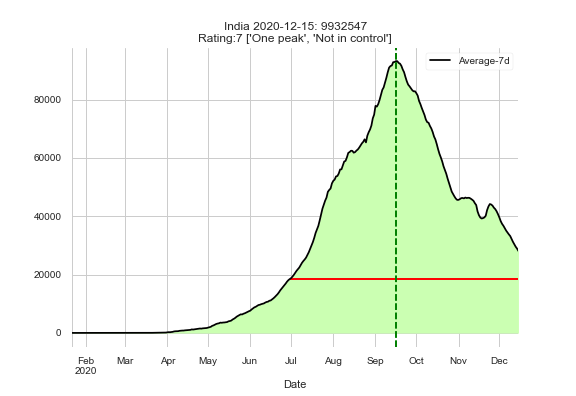 India 2020-12-15: 9932547
Rating:7 ['One peak', 'Not in control']
Average-7d
80000
60000
40000
20000
0
Feb Mar Apr May Jun Jul Aug Sep Oct Nov Dec
2020
Date